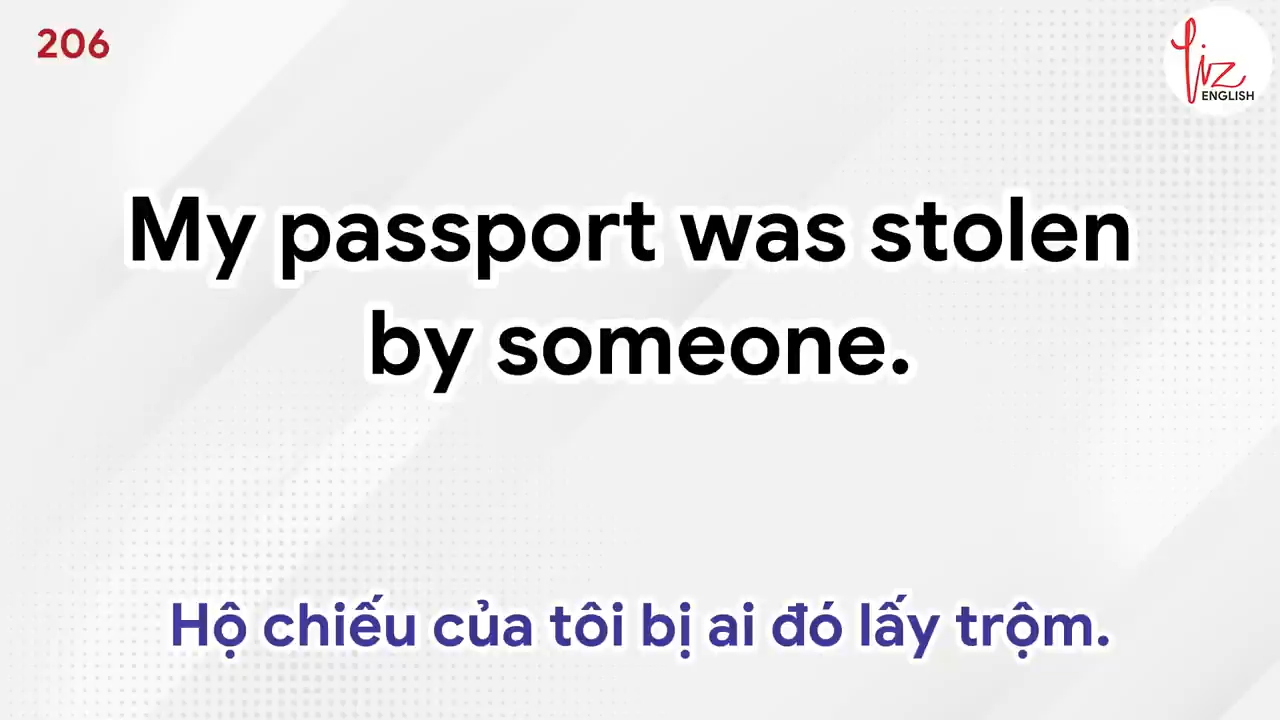 206
liz
ENGLISH
My passport was stolen
by someone.
Hộ chiếu của tôi bị ai đó lấy trộm.